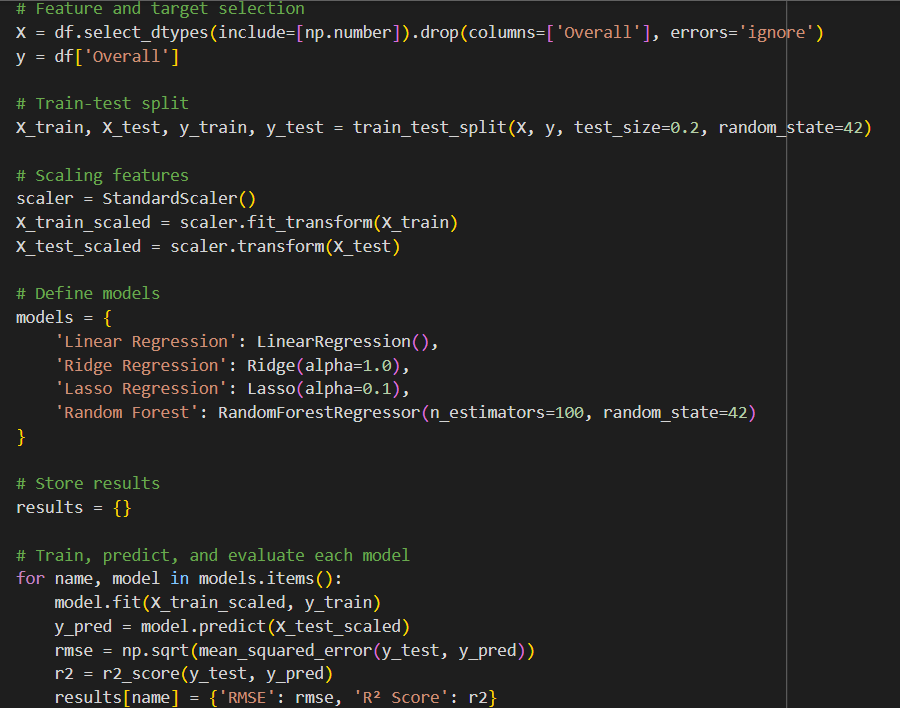 # Feature and target selection
X = df.select_dtypes(include=[np.number]).drop(columns=['Overall'], errors='ignore')
y = df['Overall']

# Train-test split
X_train, X_test, y_train, y_test = train_test_split(X, y, test_size=0.2, random_state=42)

# Scaling features
scaler = StandardScaler()
X_train_scaled = scaler.fit_transform(X_train)
X_test_scaled = scaler.transform(X_test)

# Define models
models = {
    'Linear Regression': LinearRegression(),
    'Ridge Regression': Ridge(alpha=1.0),
    'Lasso Regression': Lasso(alpha=0.1),
    'Random Forest': RandomForestRegressor(n_estimators=100, random_state=42)
}

# Store results
results = {}

# Train, predict, and evaluate each model
for name, model in models.items():
    model.fit(X_train_scaled, y_train)
    y_pred = model.predict(X_test_scaled)
    rmse = np.sqrt(mean_squared_error(y_test, y_pred))
    r2 = r2_score(y_test, y_pred)
    results[name] = {'RMSE': rmse, 'R² Score': r2}